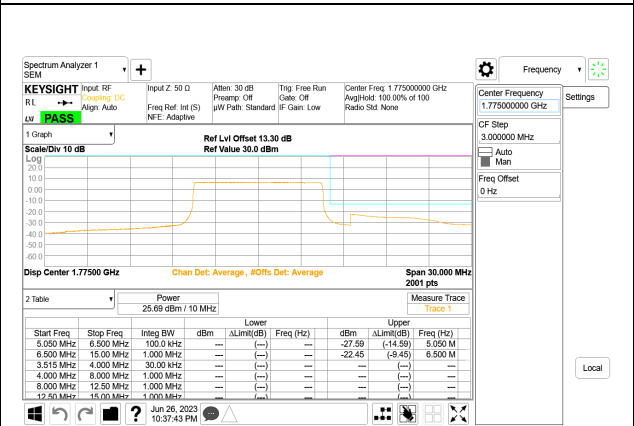 Spectrum Analyzer 1
SEM
Frequency
KEYSIGHT
Input: RF
Coupling: DC
Align: Auto
Input Z: 50 Ω
Freq Ref: Int (S)
NFE: Adaptive
Atten: 30 dB
Preamp: Off
µW Path: Standard
Trig: Free Run
Gate: Off
IF Gain: Low
Center Freq: 1.775000000 GHz
Avg|Hold: 100.00% of 100
Radio Std: None
RL
LXI PASS
Center Frequency
1.775000000 GHz
Settings
CF Step
3.000000 MHz
Auto
Man
Freq Offset
0 Hz
Local
1 Graph
Scale/Div 10 dB
Ref Lvl Offset 13.30 dB
Ref Value 30.0 dBm
Log
20.0
10.0
0.00
-10.0
-20.0
-30.0
-40.0
-50.0
-60.0
Disp Center 1.77500 GHz
Chan Det: Average, #Offs Det: Average
Span 30.000 MHz
2001 pts
2 Table
Power
25.69 dBm / 10 MHz
Measure Trace
Trace 1
Lower Upper
Start Freq Stop Freq Integ BW dBm ΔLimit(dB) Freq (Hz) dBm ΔLimit(dB) Freq (Hz)
5.050 MHz 6.500 MHz 100.0 kHz --- (---) --- -27.59 (-14.59) 5.050 M
6.500 MHz 15.00 MHz 1.000 MHz --- (---) --- -22.45 (-9.45) 6.500 M
3.515 MHz 4.000 MHz 30.00 kHz --- (---) --- --- (---) ---
4.000 MHz 8.000 MHz 1.000 MHz --- (---) --- --- (---) ---
8.000 MHz 12.50 MHz 1.000 MHz --- (---) --- --- (---) ---
12.50 MHz 15.00 MHz 1.000 MHz --- (---) --- --- (---) ---
?
Jun 26, 2023
10:37:43 PM